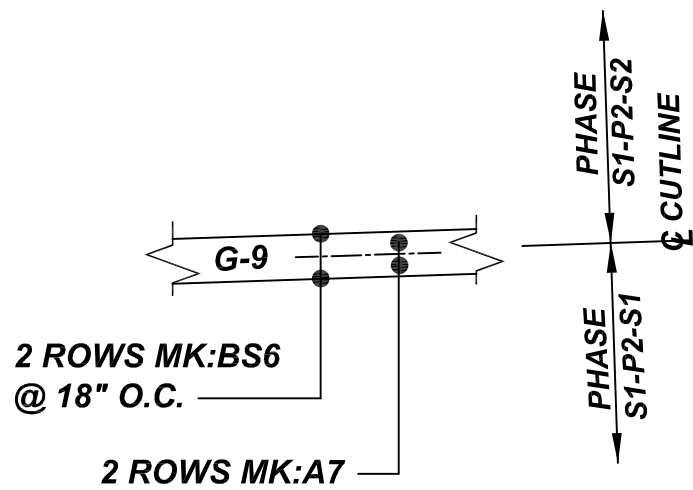 PHASE
S1-P2-S2
℄ CUTLINE
G-9
PHASE
S1-P2-S1
2 ROWS MK:BS6
@ 18" O.C.
2 ROWS MK:A7